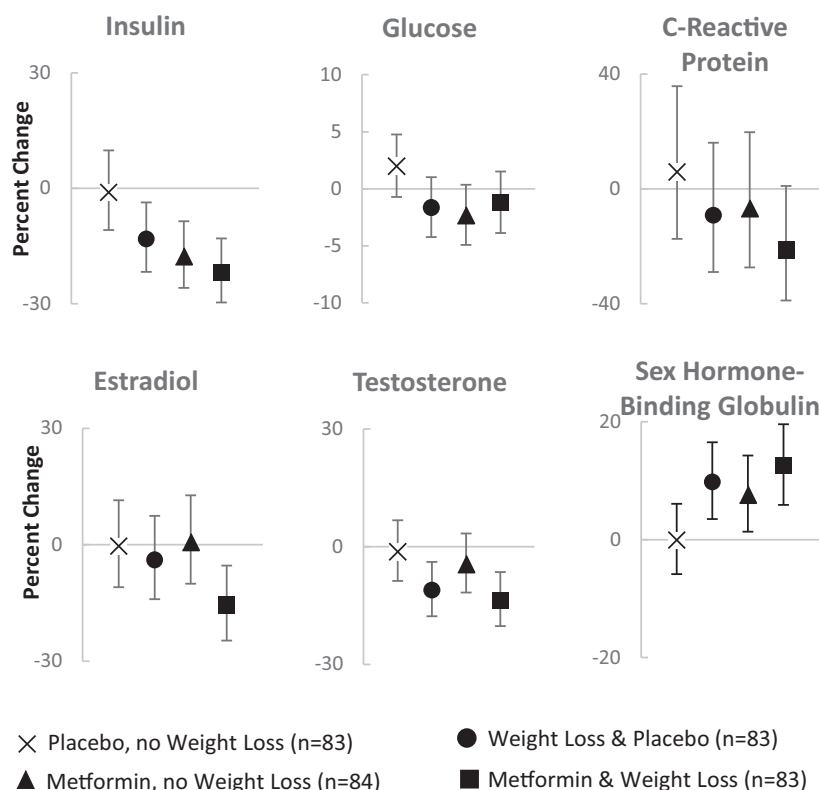 Insulin
Glucose
C-Reactive
Protein
Percent Change
30
0
-30
10
5
0
-5
-10
40
0
-40
Estradiol
Testosterone
Sex Hormone-
Binding Globulin
Percent Change
30
0
-30
30
0
-30
20
0
-20
Placebo, no Weight Loss (n=83)
Weight Loss & Placebo (n=83)
Metformin, no Weight Loss (n=84)
Metformin & Weight Loss (n=83)